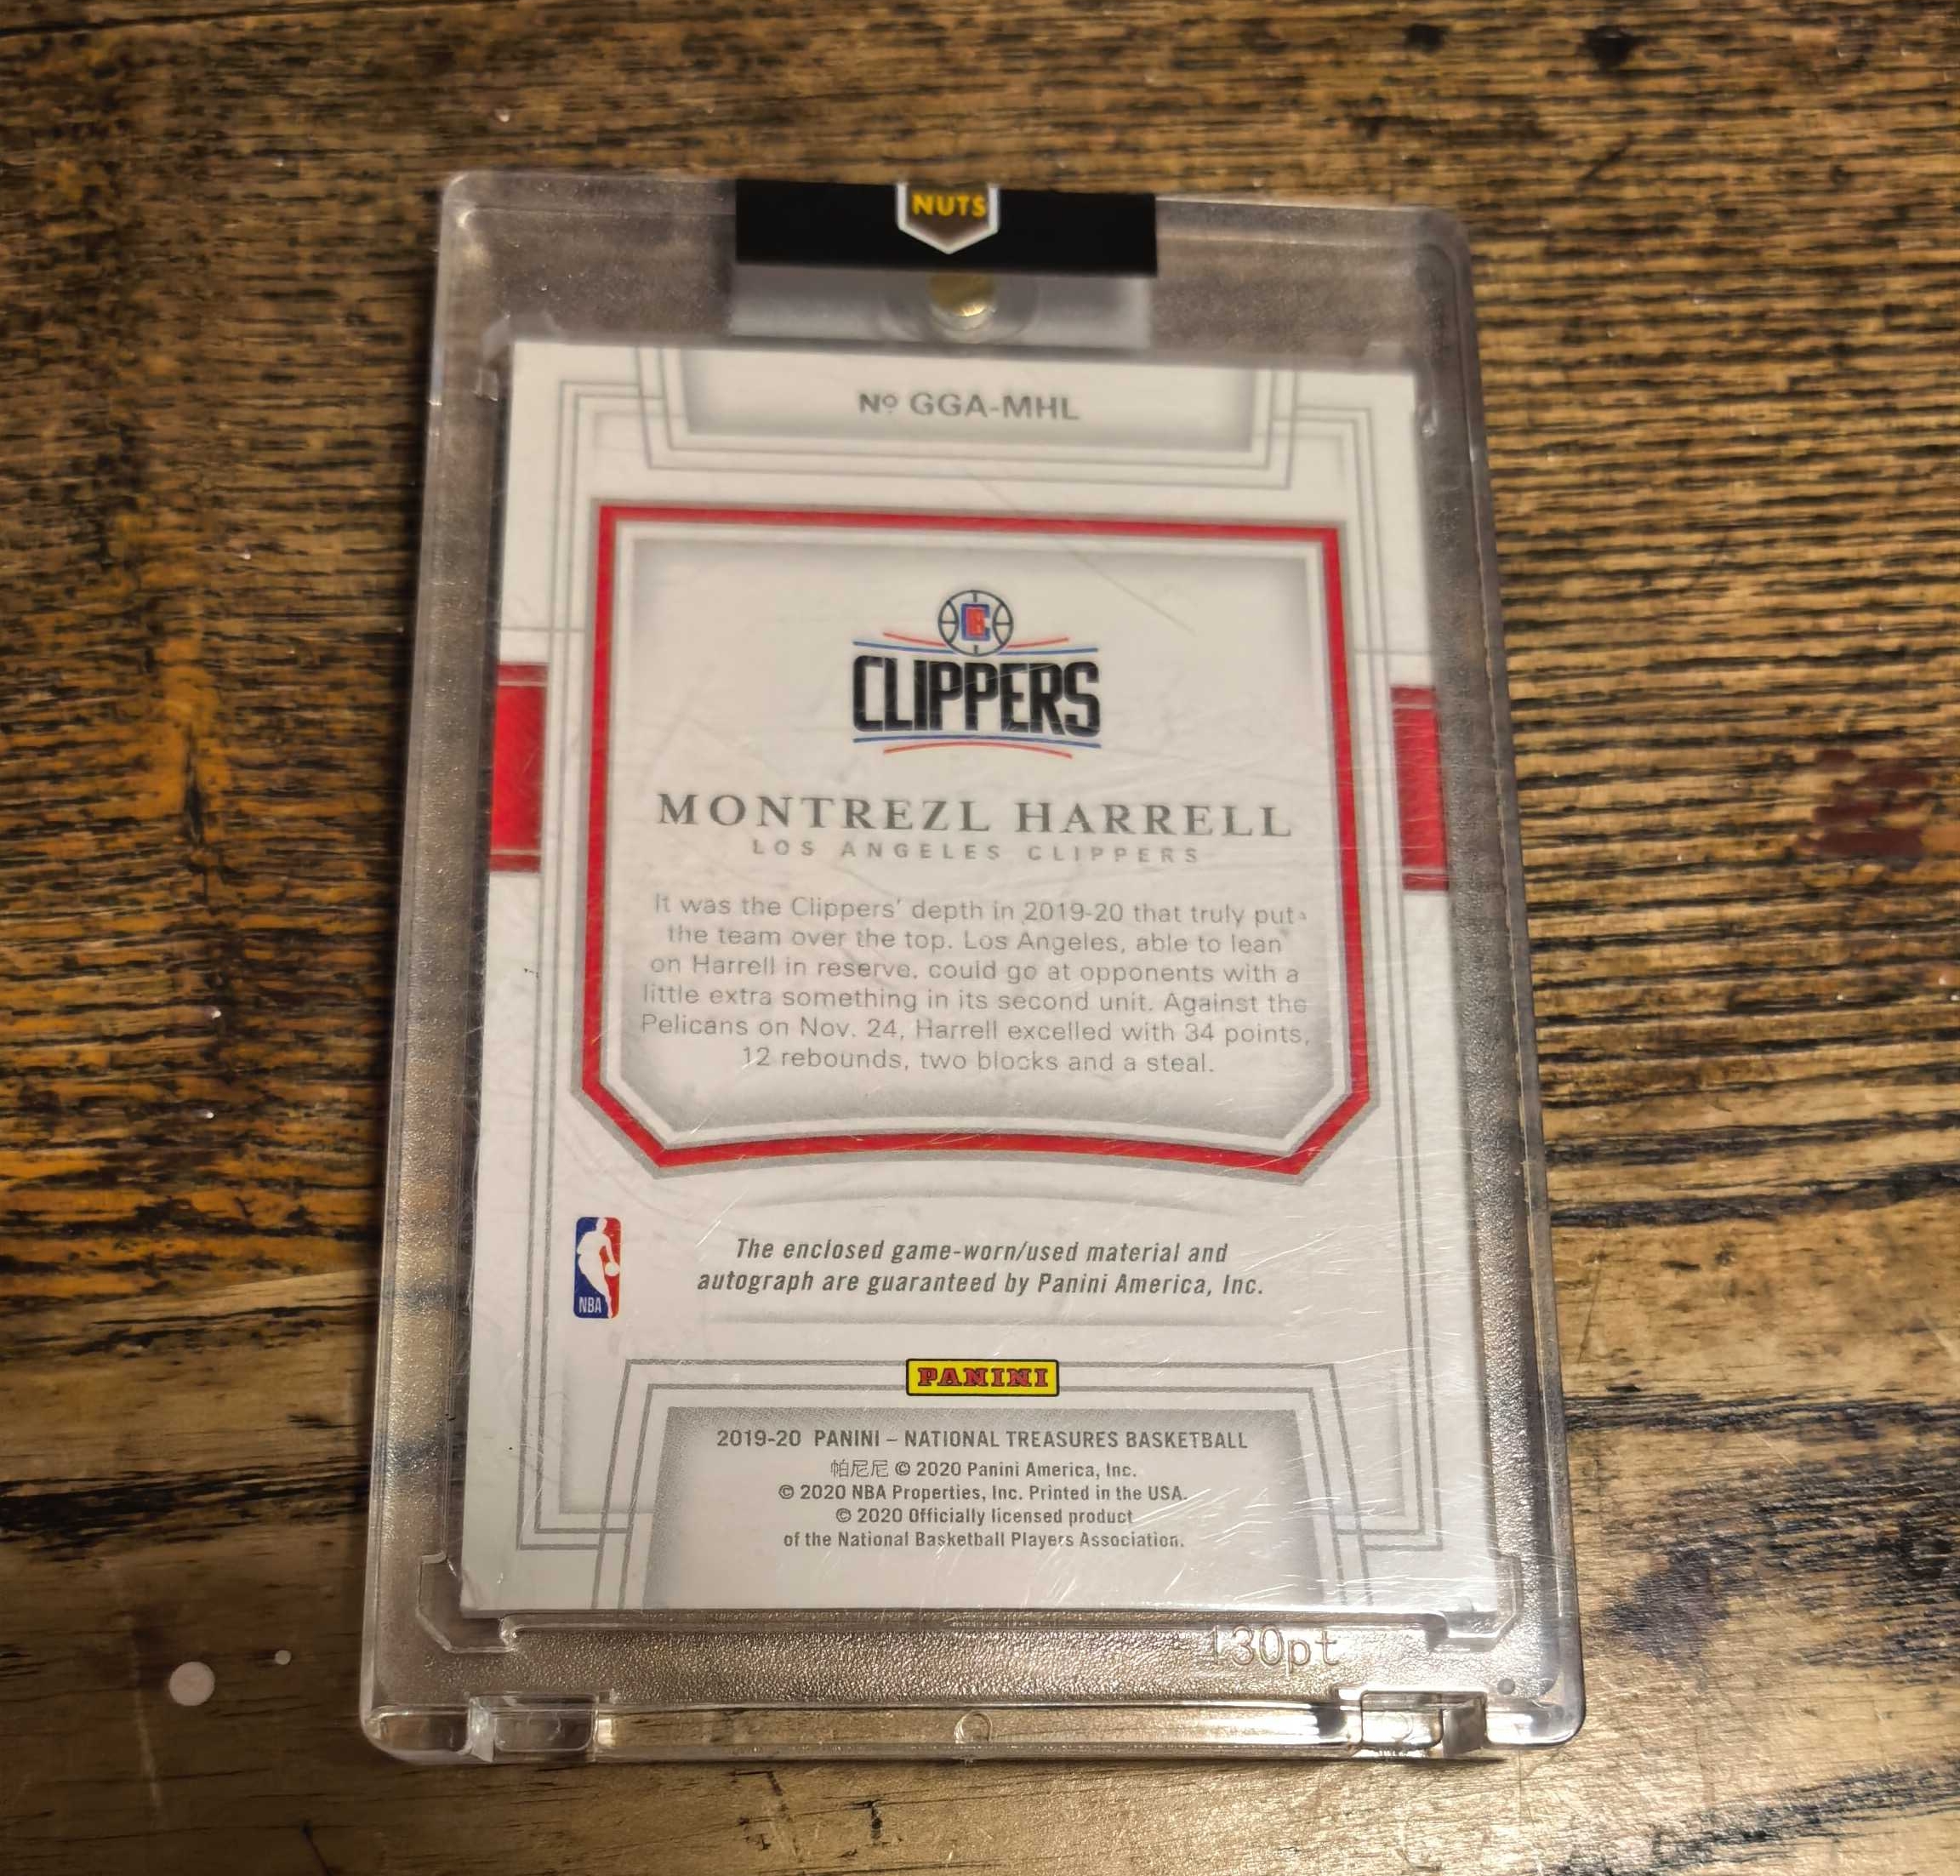 NUTS
Nº GGA-MHL
CLIPPERS
MONTREZL HARRELL
LOS ANGELES CLIPPERS
It was the Clippers' depth in 2019-20 that truly put
the team over the top. Los Angeles, able to lean
on Harrell in reserve, could go at opponents with a
little extra something in its second unit. Against the
Pelicans on Nov. 24, Harrell excelled with 34 points,
12 rebounds, two blocks and a steal.
The enclosed game-worn/used material and
autograph are guaranteed by Panini America, Inc.
NBA
PANINI
2019-20 PANINI – NATIONAL TREASURES BASKETBALL
帕尼尼 © 2020 Panini America, Inc.
© 2020 NBA Properties, Inc. Printed in the USA.
© 2020 Officially licensed product
of the National Basketball Players Association.
130pt